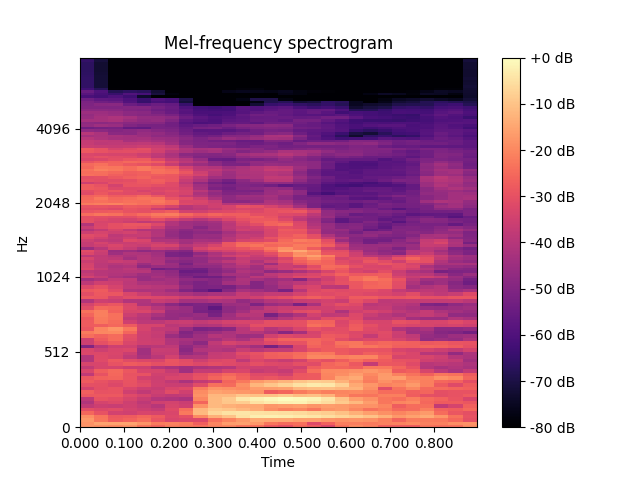 Mel-frequency spectrogram
Hz
4096
2048
1024
512
0
0.000 0.100 0.200 0.300 0.400 0.500 0.600 0.700 0.800
Time
+0 dB
-10 dB
-20 dB
-30 dB
-40 dB
-50 dB
-60 dB
-70 dB
-80 dB